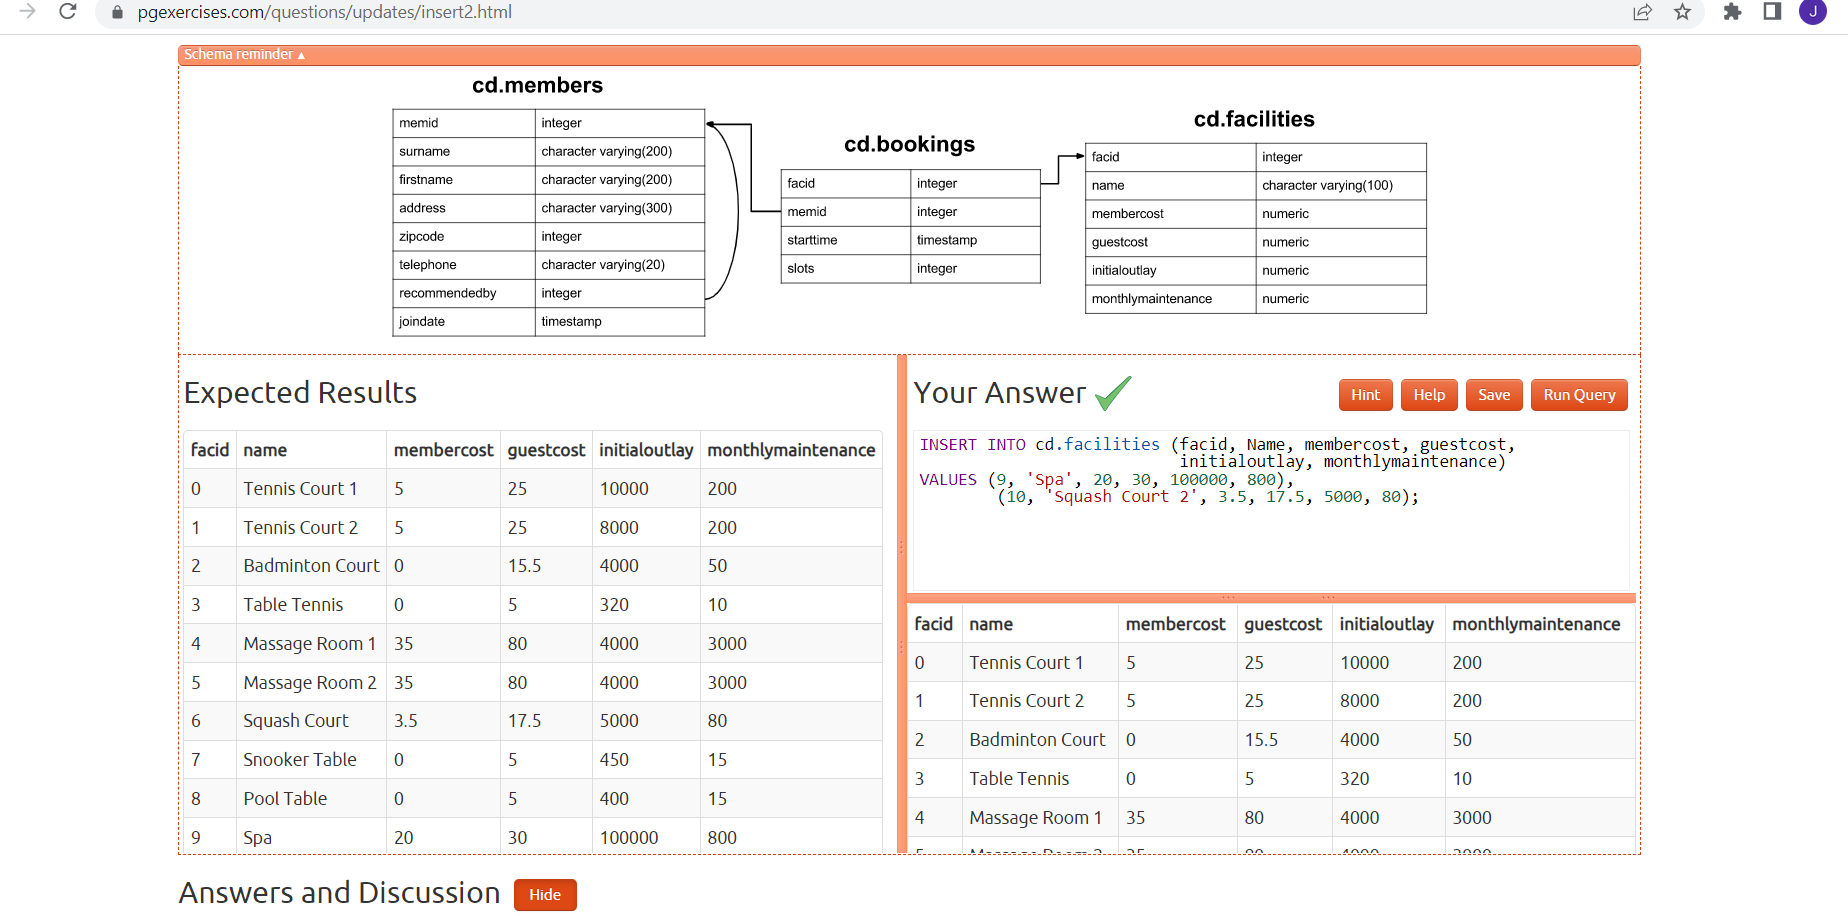 pgexercises.com/questions/updates/insert2.html
J
Schema reminder ▲
cd.members
memid integer
surname character varying(200)
firstname character varying(200)
address character varying(300)
zipcode integer
telephone character varying(20)
recommendedby integer
joindate timestamp
cd.bookings
facid integer
memid integer
starttime timestamp
slots integer
cd.facilities
facid integer
name character varying(100)
membercost numeric
guestcost numeric
initialoutlay numeric
monthlymaintenance numeric
Expected Results
facid name membercost guestcost initialoutlay monthlymaintenance
0 Tennis Court 1 5 25 10000 200
1 Tennis Court 2 5 25 8000 200
2 Badminton Court 0 15.5 4000 50
3 Table Tennis 0 5 320 10
4 Massage Room 1 35 80 4000 3000
5 Massage Room 2 35 80 4000 3000
6 Squash Court 3.5 17.5 5000 80
7 Snooker Table 0 5 450 15
8 Pool Table 0 5 400 15
9 Spa 20 30 100000 800
Your Answer
Hint Help Save Run Query
INSERT INTO cd.facilities (facid, Name, membercost, guestcost,
initialoutlay, monthlymaintenance)
VALUES (9, 'Spa', 20, 30, 100000, 800),
(10, 'Squash Court 2', 3.5, 17.5, 5000, 80);
facid name membercost guestcost initialoutlay monthlymaintenance
0 Tennis Court 1 5 25 10000 200
1 Tennis Court 2 5 25 8000 200
2 Badminton Court 0 15.5 4000 50
3 Table Tennis 0 5 320 10
4 Massage Room 1 35 80 4000 3000
5 Massage Room 2 35 80 4000 3000
Answers and Discussion Hide